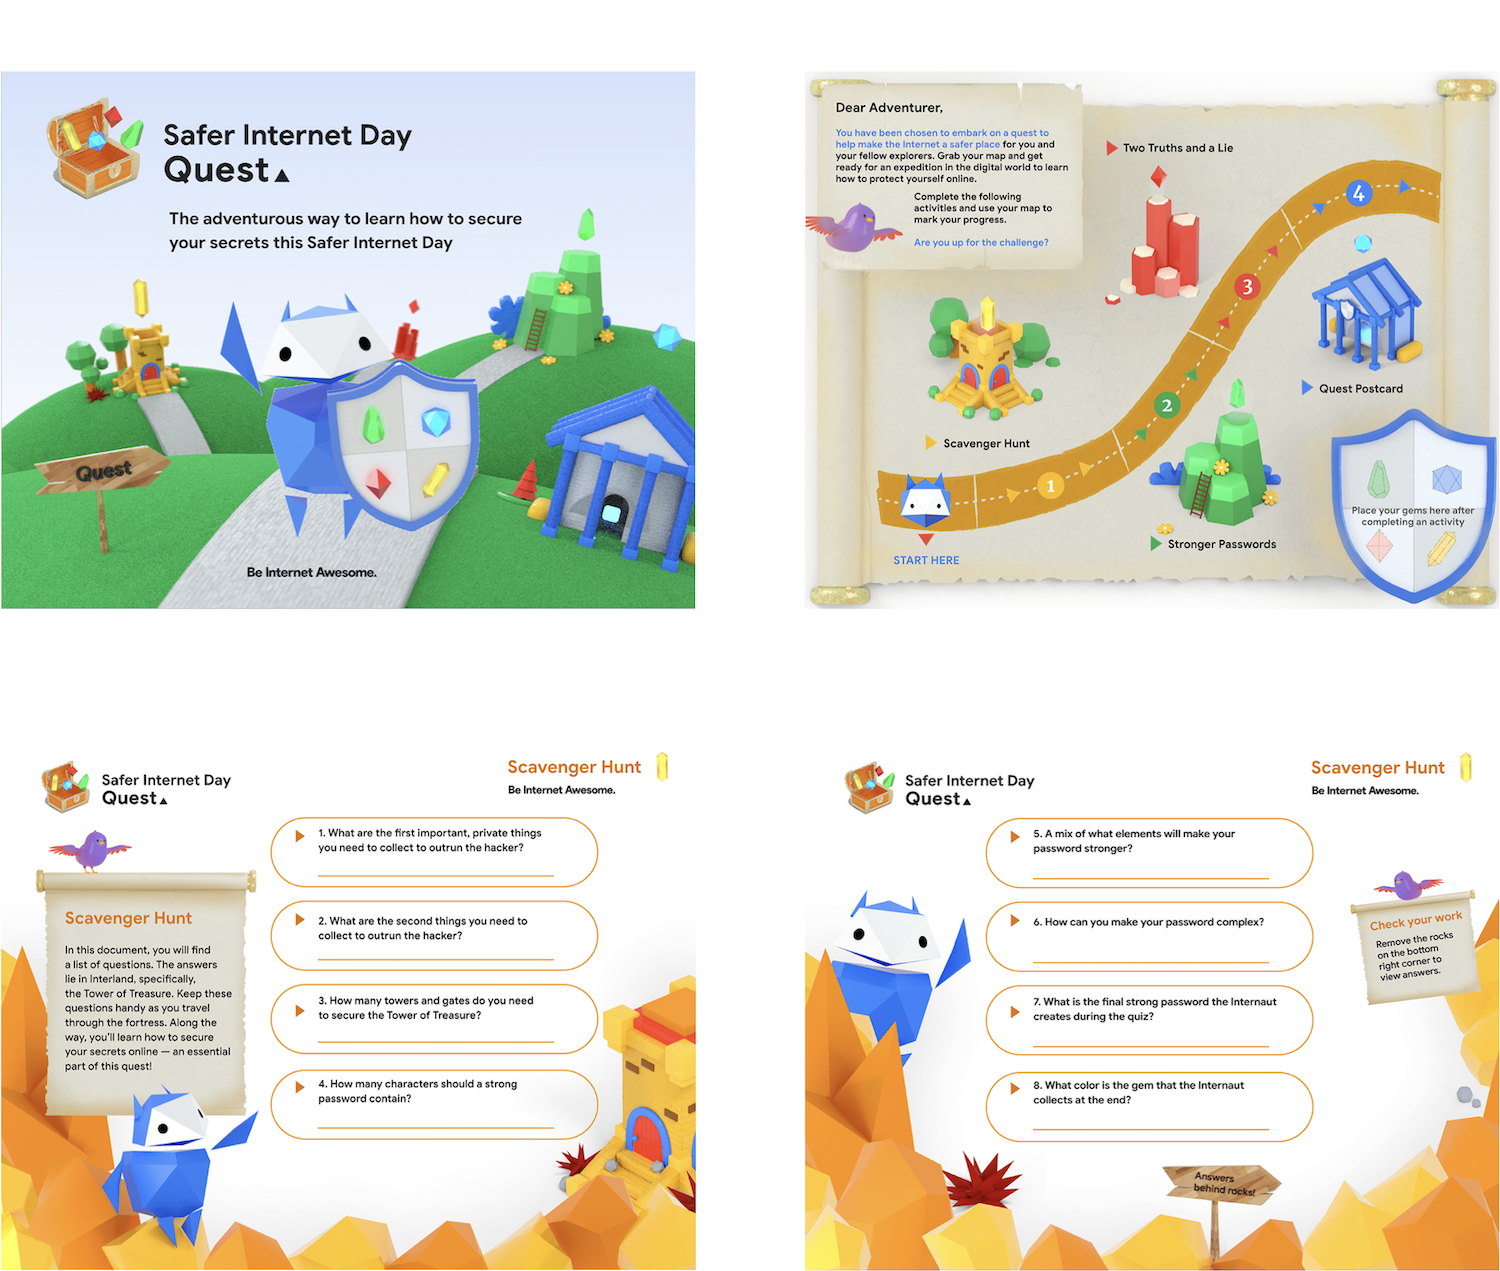 Safer Internet Day
Quest
The adventurous way to learn how to secure
your secrets this Safer Internet Day
Quest
Be Internet Awesome.
Dear Adventurer,
You have been chosen to embark on a quest to
help make the Internet a safer place for you and
your fellow explorers. Grab your map and get
ready for an expedition in the digital world to learn
how to protect yourself online.
Complete the following
activities and use your map to
mark your progress.
Are you up for the challenge?
Two Truths and a Lie
4
3
Quest Postcard
2
Scavenger Hunt
1
Place your gems here after
completing an activity
Stronger Passwords
START HERE
Safer Internet Day
Quest
Scavenger Hunt
Be Internet Awesome.
Scavenger Hunt
In this document, you will find
a list of questions. The answers
lie in Interland, specifically,
the Tower of Treasure. Keep these
questions handy as you travel
through the fortress. Along the
way, you'll learn how to secure
your secrets online — an essential
part of this quest!
1. What are the first important, private things
you need to collect to outrun the hacker?
2. What are the second things you need to
collect to outrun the hacker?
3. How many towers and gates do you need
to secure the Tower of Treasure?
4. How many characters should a strong
password contain?
Safer Internet Day
Quest
Scavenger Hunt
Be Internet Awesome.
5. A mix of what elements will make your
password stronger?
6. How can you make your password complex?
7. What is the final strong password the Internaut
creates during the quiz?
8. What color is the gem that the Internaut
collects at the end?
Check your work
Remove the rocks
on the bottom
right corner to
view answers.
Answers
behind rocks!